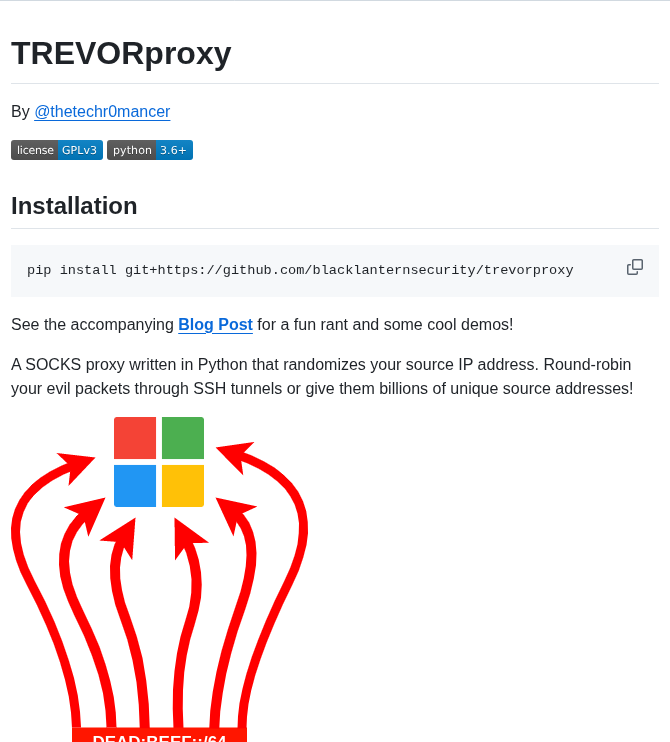 TREVORproxy
By @thetechr0mancer
license GPLv3 python 3.6+
Installation
pip install git+https://github.com/blacklanternsecurity/trevorproxy
See the accompanying Blog Post for a fun rant and some cool demos!
A SOCKS proxy written in Python that randomizes your source IP address. Round-robin
your evil packets through SSH tunnels or give them billions of unique source addresses!
DEAD:BEEF::/64